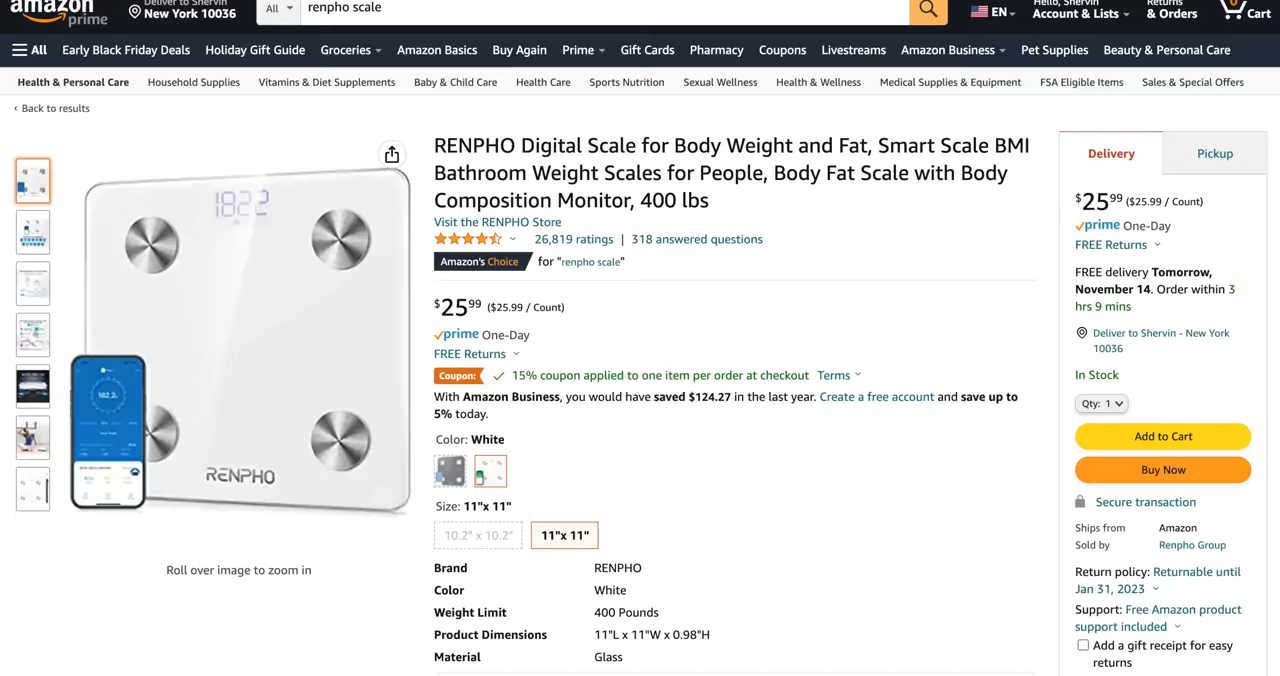 amazon
prime
Deliver to Shervin
New York 10036
All
renpho scale
EN
Hello, Shervin
Account & Lists
Returns
& Orders
0
Cart
All
Early Black Friday Deals
Holiday Gift Guide
Groceries
Amazon Basics
Buy Again
Prime
Gift Cards
Pharmacy
Coupons
Livestreams
Amazon Business
Pet Supplies
Beauty & Personal Care
Health & Personal Care
Household Supplies
Vitamins & Diet Supplements
Baby & Child Care
Health Care
Sports Nutrition
Sexual Wellness
Health & Wellness
Medical Supplies & Equipment
FSA Eligible Items
Sales & Special Offers
‹ Back to results
182.2
182.2
RENPHO
Roll over image to zoom in
RENPHO Digital Scale for Body Weight and Fat, Smart Scale BMI
Bathroom Weight Scales for People, Body Fat Scale with Body
Composition Monitor, 400 lbs
Visit the RENPHO Store
26,819 ratings | 318 answered questions
Amazon's Choice for "renpho scale"
$25.99 ($25.99 / Count)
prime One-Day
FREE Returns
Coupon: 15% coupon applied to one item per order at checkout Terms
With Amazon Business, you would have saved $124.27 in the last year. Create a free account and save up to
5% today.
Color: White
Size: 11"x 11"
10.2" x 10.2"
11"x 11"
Brand RENPHO
Color White
Weight Limit 400 Pounds
Product Dimensions 11"L x 11"W x 0.98"H
Material Glass
Delivery
Pickup
$25.99 ($25.99 / Count)
prime One-Day
FREE Returns
FREE delivery Tomorrow,
November 14. Order within 3
hrs 9 mins
Deliver to Shervin - New York
10036
In Stock
Qty: 1
Add to Cart
Buy Now
Secure transaction
Ships from Amazon
Sold by Renpho Group
Return policy: Returnable until
Jan 31, 2023
Support: Free Amazon product
support included
Add a gift receipt for easy
returns